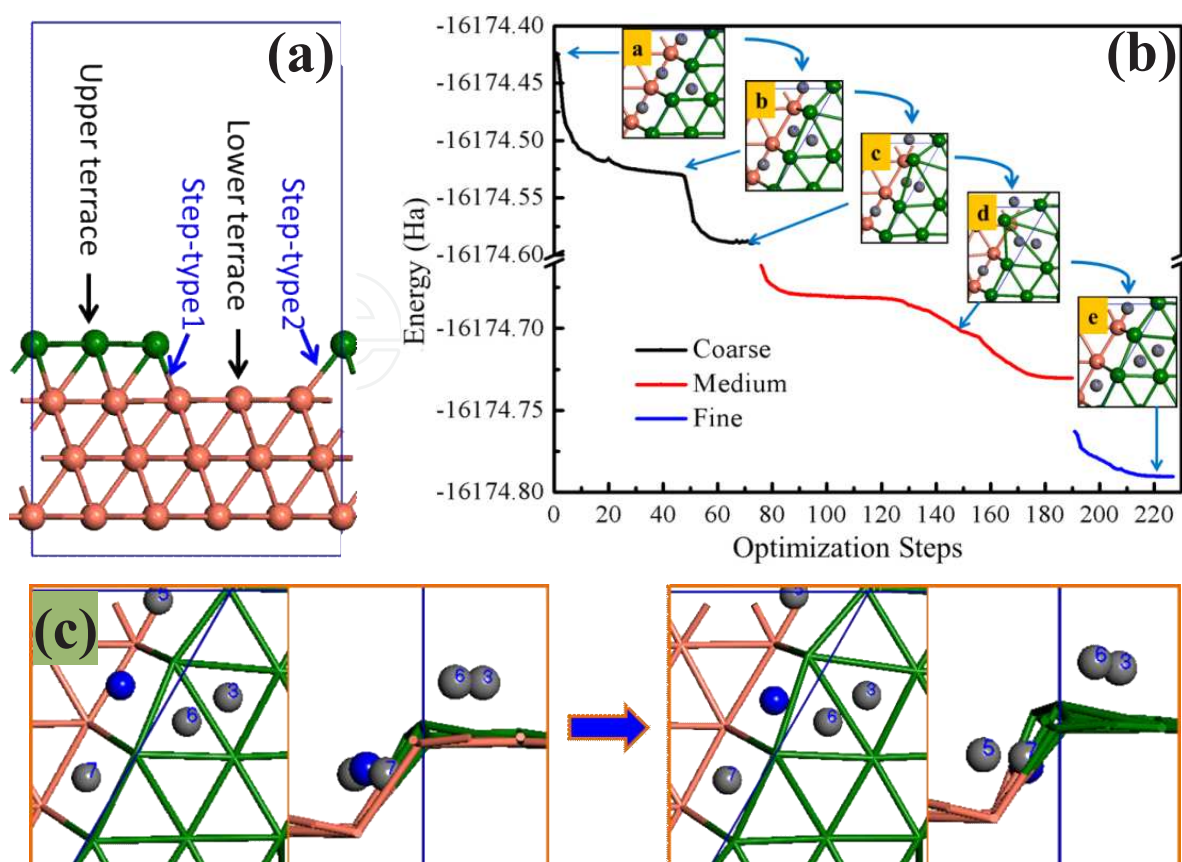 (a)
Upper terrace
Step-type1
Lower terrace
Step-type2
(b)
Energy (Ha)
-16174.40
-16174.45
-16174.50
-16174.55
-16174.60
-16174.70
-16174.75
-16174.80
a
b
c
d
e
Coarse
Medium
Fine
0 20 40 60 80 100 120 140 160 180 200 220
Optimization Steps
(c)
5
3
6
7
6 3
7
5
3
6
7
6 3
5 7